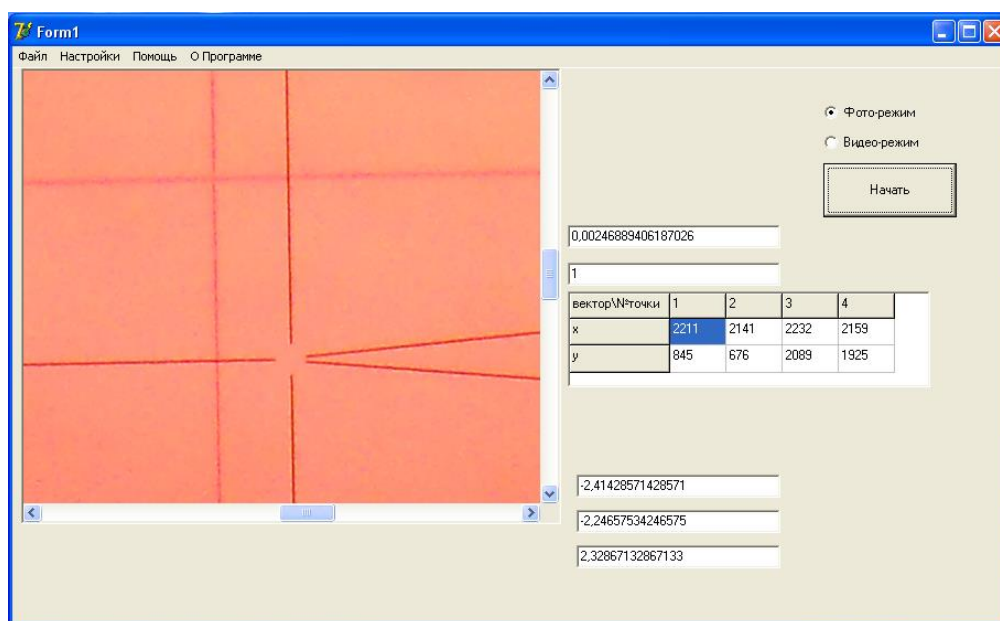 Form1
Файл Настройки Помощь О Программе
Фото-режим
Видео-режим
Начать
0,00246889406187026
1
вектор\№точки 1 2 3 4
x 2211 2141 2232 2159
y 845 676 2089 1925
-2,41428571428571
-2,24657534246575
2,32867132867133